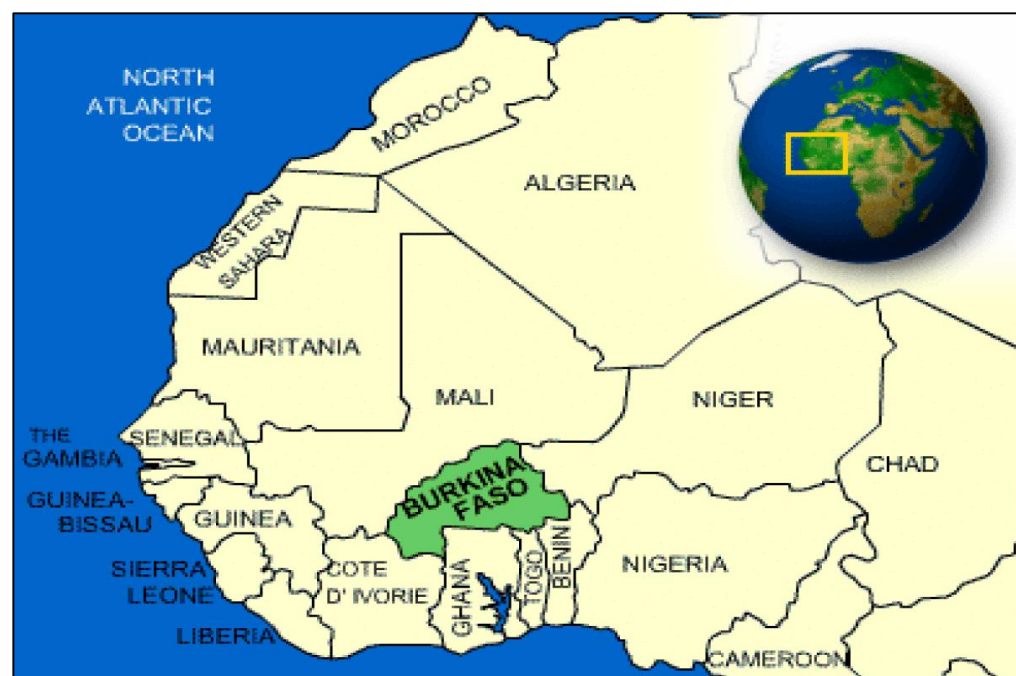 NORTH
ATLANTIC
OCEAN
MOROCCO
ALGERIA
WESTERN
SAHARA
MAURITANIA
MALI
NIGER
CHAD
THE
GAMBIA
SENEGAL
BURKINA
FASO
GUINEA-
BISSAU
GUINEA
SIERRA
LEONE
COTE
D' IVORIE
GHANA
TOGO
BENIN
NIGERIA
LIBERIA
CAMEROON